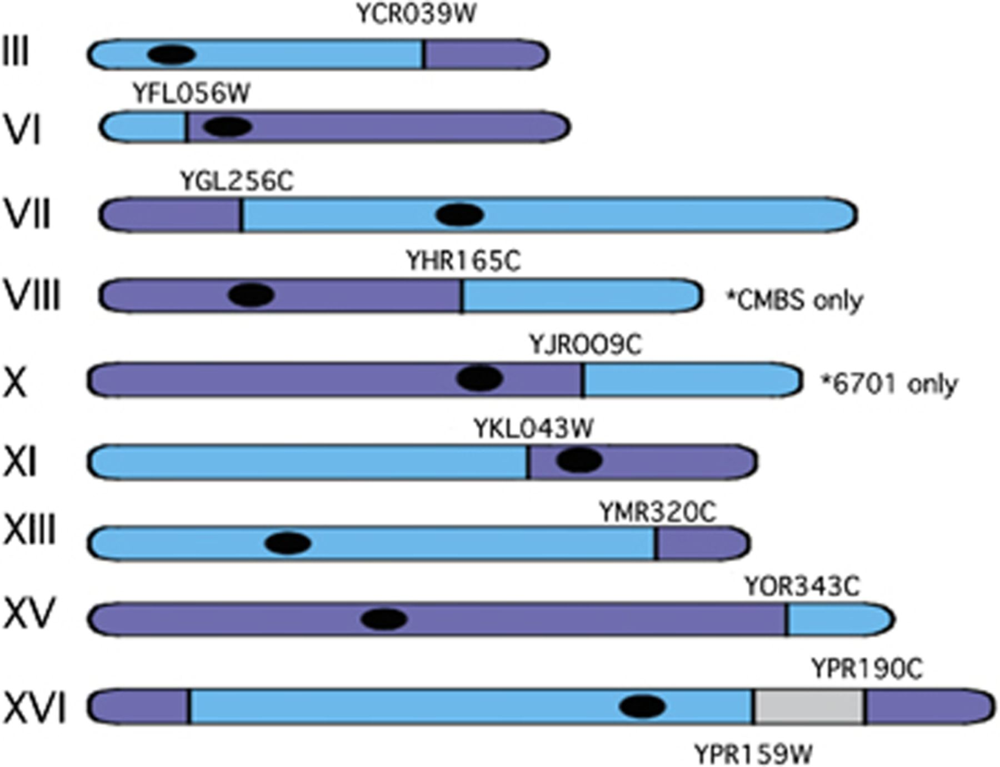 YCR039W
III
YFL056W
VI
YGL256C
VII
YHR165C
VIII
*CMBS only
YJR009C
X
*6701 only
YKL043W
XI
YMR320C
XIII
YOR343C
XV
YPR190C
XVI
YPR159W